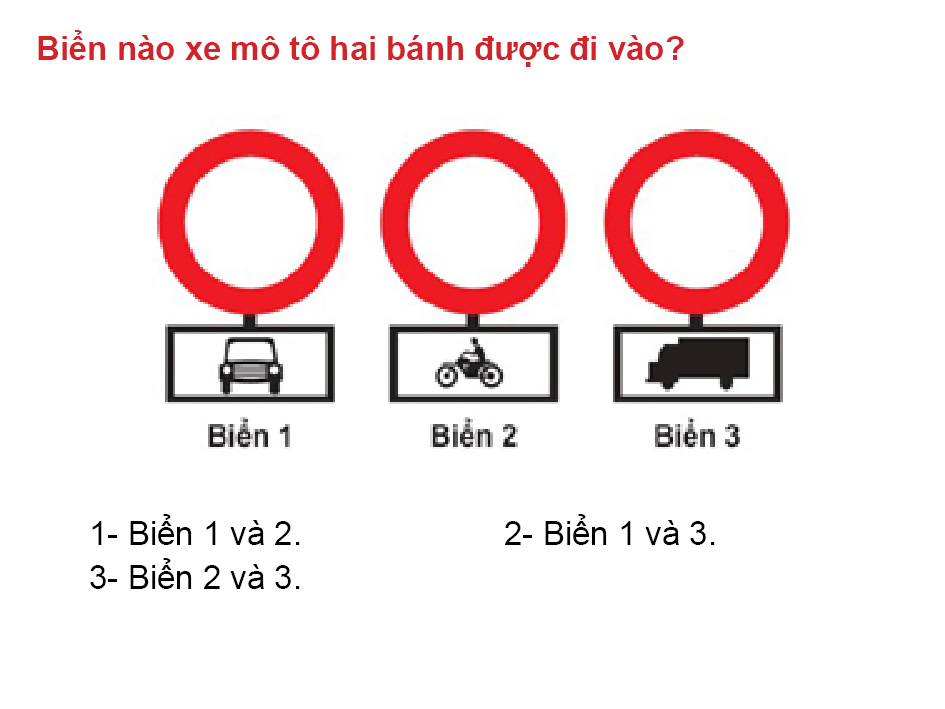 Biển nào xe mô tô hai bánh được đi vào?
Biển 1 Biển 2 Biển 3
1- Biển 1 và 2. 2- Biển 1 và 3.
3- Biển 2 và 3.